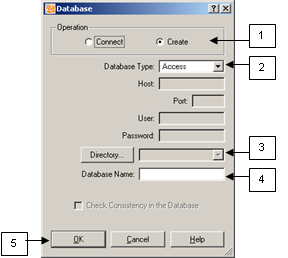 Database
Operation
Connect
Create
1
Database Type:
Access
2
Host:
Port:
User:
Password:
Directory...
3
Database Name:
4
Check Consistency in the Database
5
OK
Cancel
Help